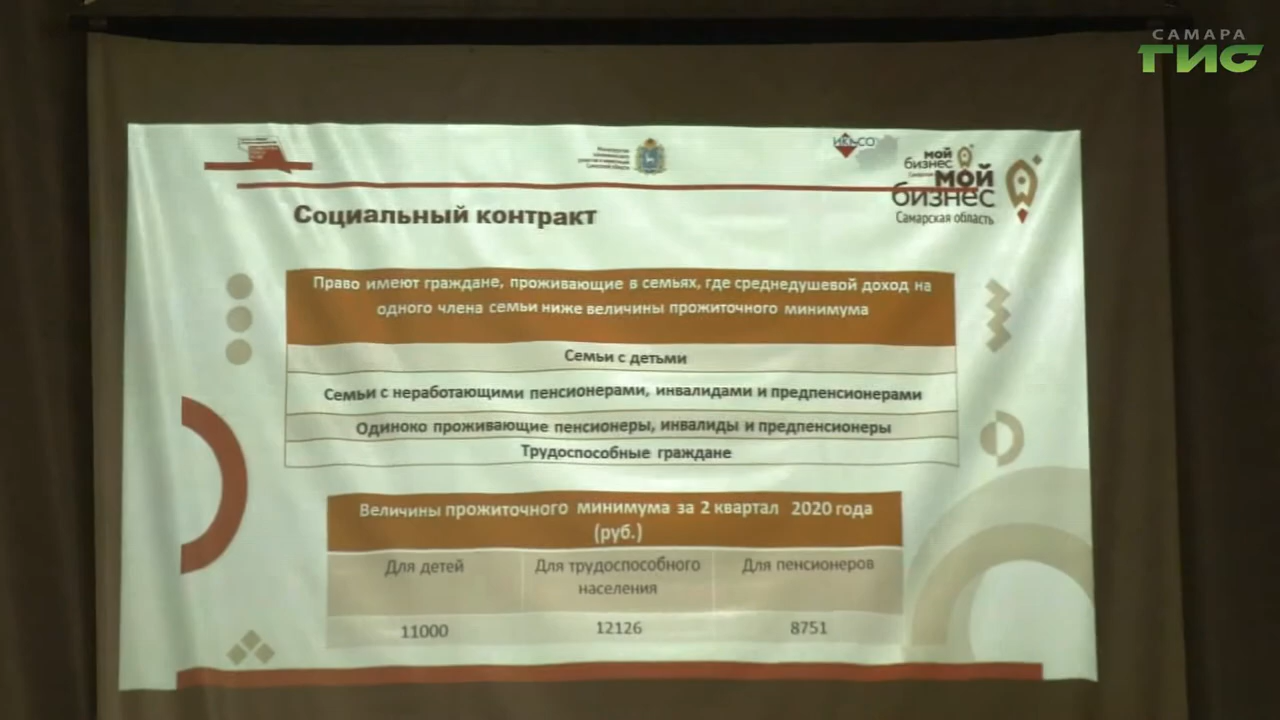 САМАРА
ГИС
ИКАСО
мой
бизнес
мой
бизнес
Самарская область
Социальный контракт
Право имеют граждане, проживающие в семьях, где среднедушевой доход на
одного члена семьи ниже величины прожиточного минимума
Семьи с детьми
Семьи с неработающими пенсионерами, инвалидами и предпенсионерами
Одиноко проживающие пенсионеры, инвалиды и предпенсионеры
Трудоспособные граждане
Величины прожиточного минимума за 2 квартал 2020 года
(руб.)
Для детей Для трудоспособного Для пенсионеров
населения
11000 12126 8751